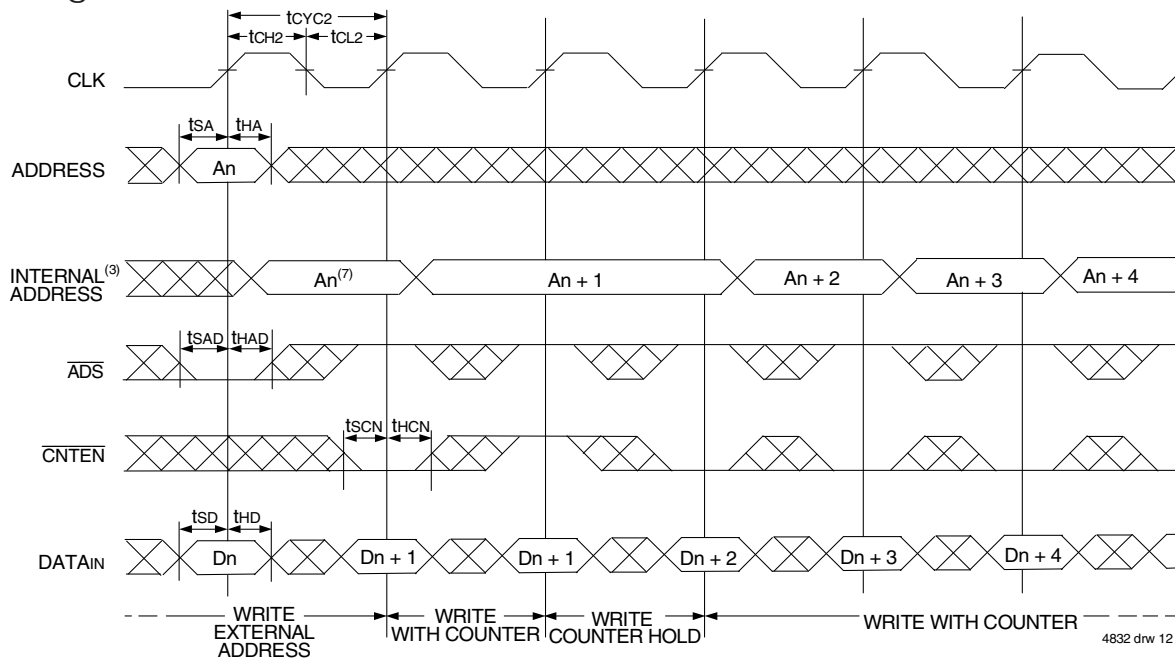 tCYC2
tCH2 tCL2
CLK
tSA tHA
ADDRESS An
INTERNAL(3)
ADDRESS An(7) An + 1 An + 2 An + 3 An + 4
tSAD tHAD
ADS
tSCN tHCN
CNTEN
tSD tHD
DATAIN Dn Dn + 1 Dn + 1 Dn + 2 Dn + 3 Dn + 4
WRITE
EXTERNAL
ADDRESS
WRITE
WITH COUNTER
WRITE
COUNTER HOLD
WRITE WITH COUNTER
4832 drw 12